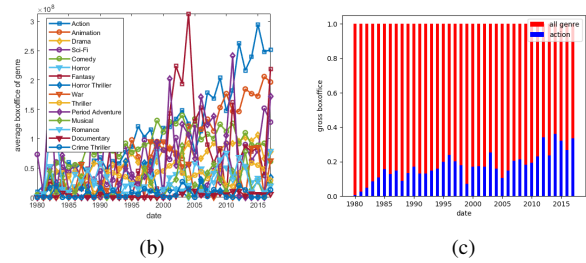 ×10⁸
3
2.5
2
1.5
1
0.5
0
average boxoffice of genre
Action
Animation
Drama
Sci-Fi
Comedy
Horror
Fantasy
Horror Thriller
War
Thriller
Period Adventure
Musical
Romance
Documentary
Crime Thriller
1980 1985 1990 1995 2000 2005 2010 2015
date
(b)
1.0
0.8
0.6
0.4
0.2
0.0
gross boxoffice
all genre
action
1980 1985 1990 1995 2000 2005 2010 2015
date
(c)